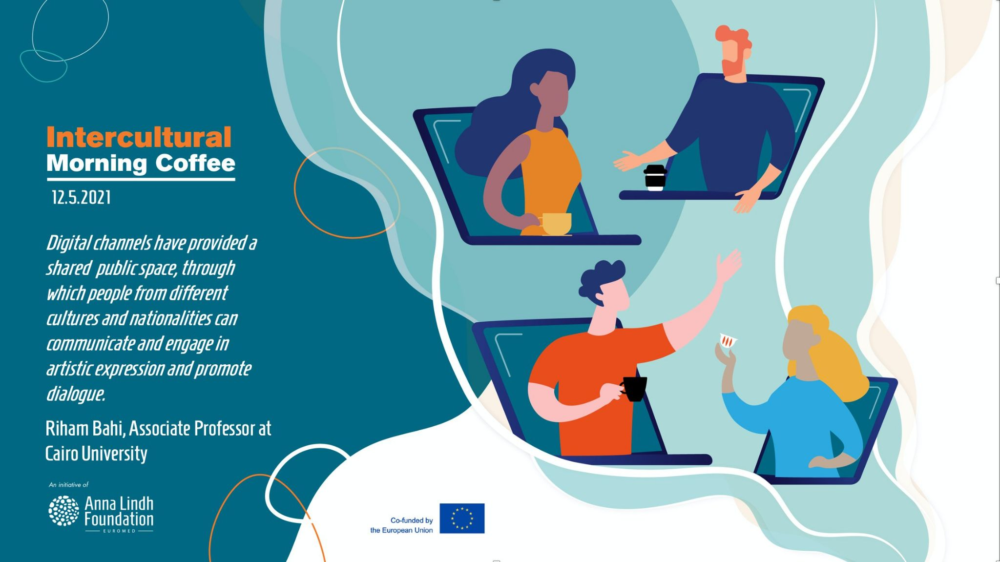 Intercultural
Morning Coffee
12.5.2021
Digital channels have provided a
shared public space, through
which people from different
cultures and nationalities can
communicate and engage in
artistic expression and promote
dialogue.
Riham Bahi, Associate Professor at
Cairo University
An initiative of
Anna Lindh
Foundation
EUROMED
Co-funded by
the European Union